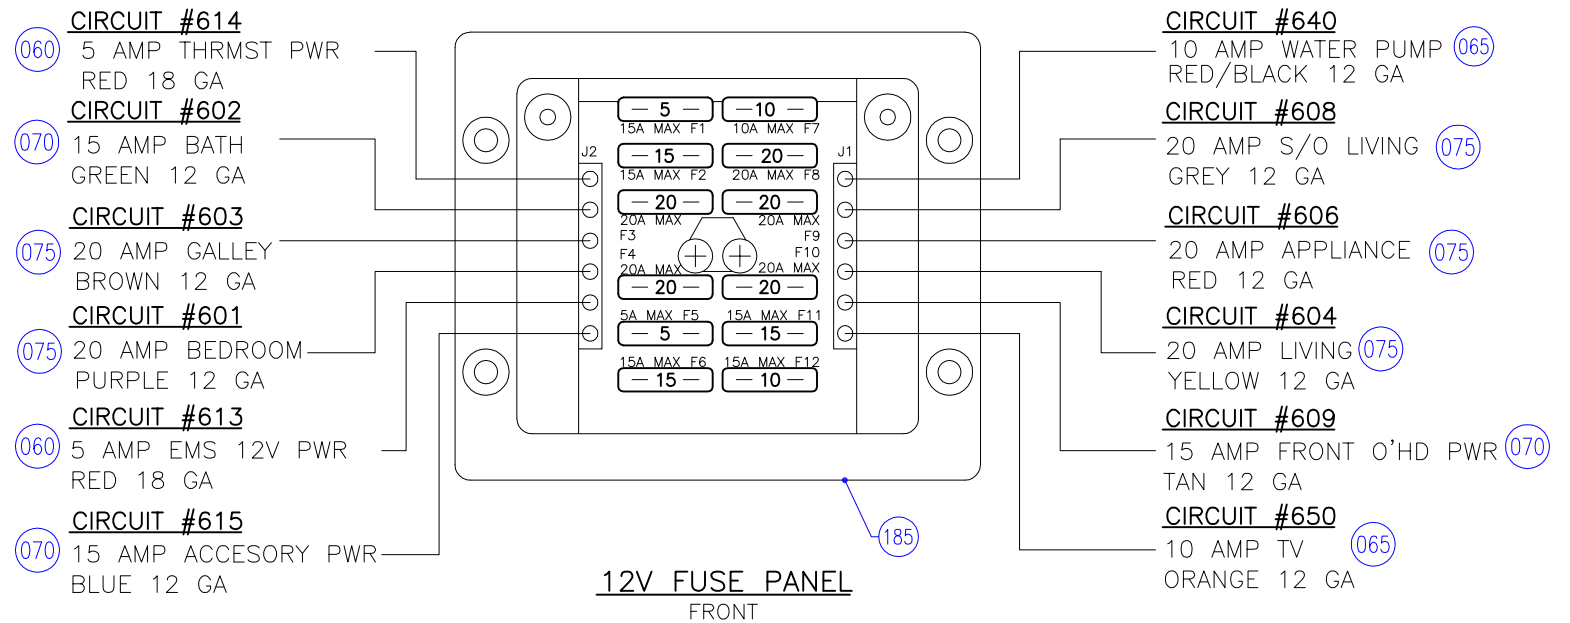 CIRCUIT #614
060
5 AMP THRMST PWR
RED 18 GA
CIRCUIT #602
070
15 AMP BATH
GREEN 12 GA
CIRCUIT #603
075
20 AMP GALLEY
BROWN 12 GA
CIRCUIT #601
075
20 AMP BEDROOM
PURPLE 12 GA
CIRCUIT #613
060
5 AMP EMS 12V PWR
RED 18 GA
CIRCUIT #615
070
15 AMP ACCESORY PWR
BLUE 12 GA
5
10
15A MAX F1
10A MAX F7
J2
15
20
J1
15A MAX F2
20A MAX F8
20
20
20A MAX
20A MAX
F3
F9
F4
F10
20A MAX
20A MAX
20
20
5A MAX F5
15A MAX F11
5
15
15A MAX F6
15A MAX F12
15
10
185
12V FUSE PANEL
FRONT
CIRCUIT #640
10 AMP WATER PUMP
065
RED/BLACK 12 GA
CIRCUIT #608
20 AMP S/O LIVING
075
GREY 12 GA
CIRCUIT #606
20 AMP APPLIANCE
075
RED 12 GA
CIRCUIT #604
20 AMP LIVING
075
YELLOW 12 GA
CIRCUIT #609
15 AMP FRONT O'HD PWR
070
TAN 12 GA
CIRCUIT #650
10 AMP TV
065
ORANGE 12 GA